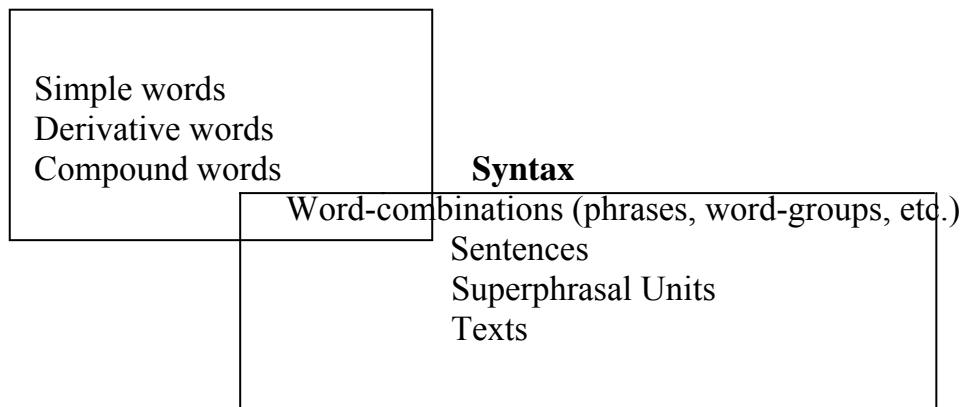 Simple words
Derivative words
Compound words
Syntax
Word-combinations (phrases, word-groups, etc.)
Sentences
Superphrasal Units
Texts